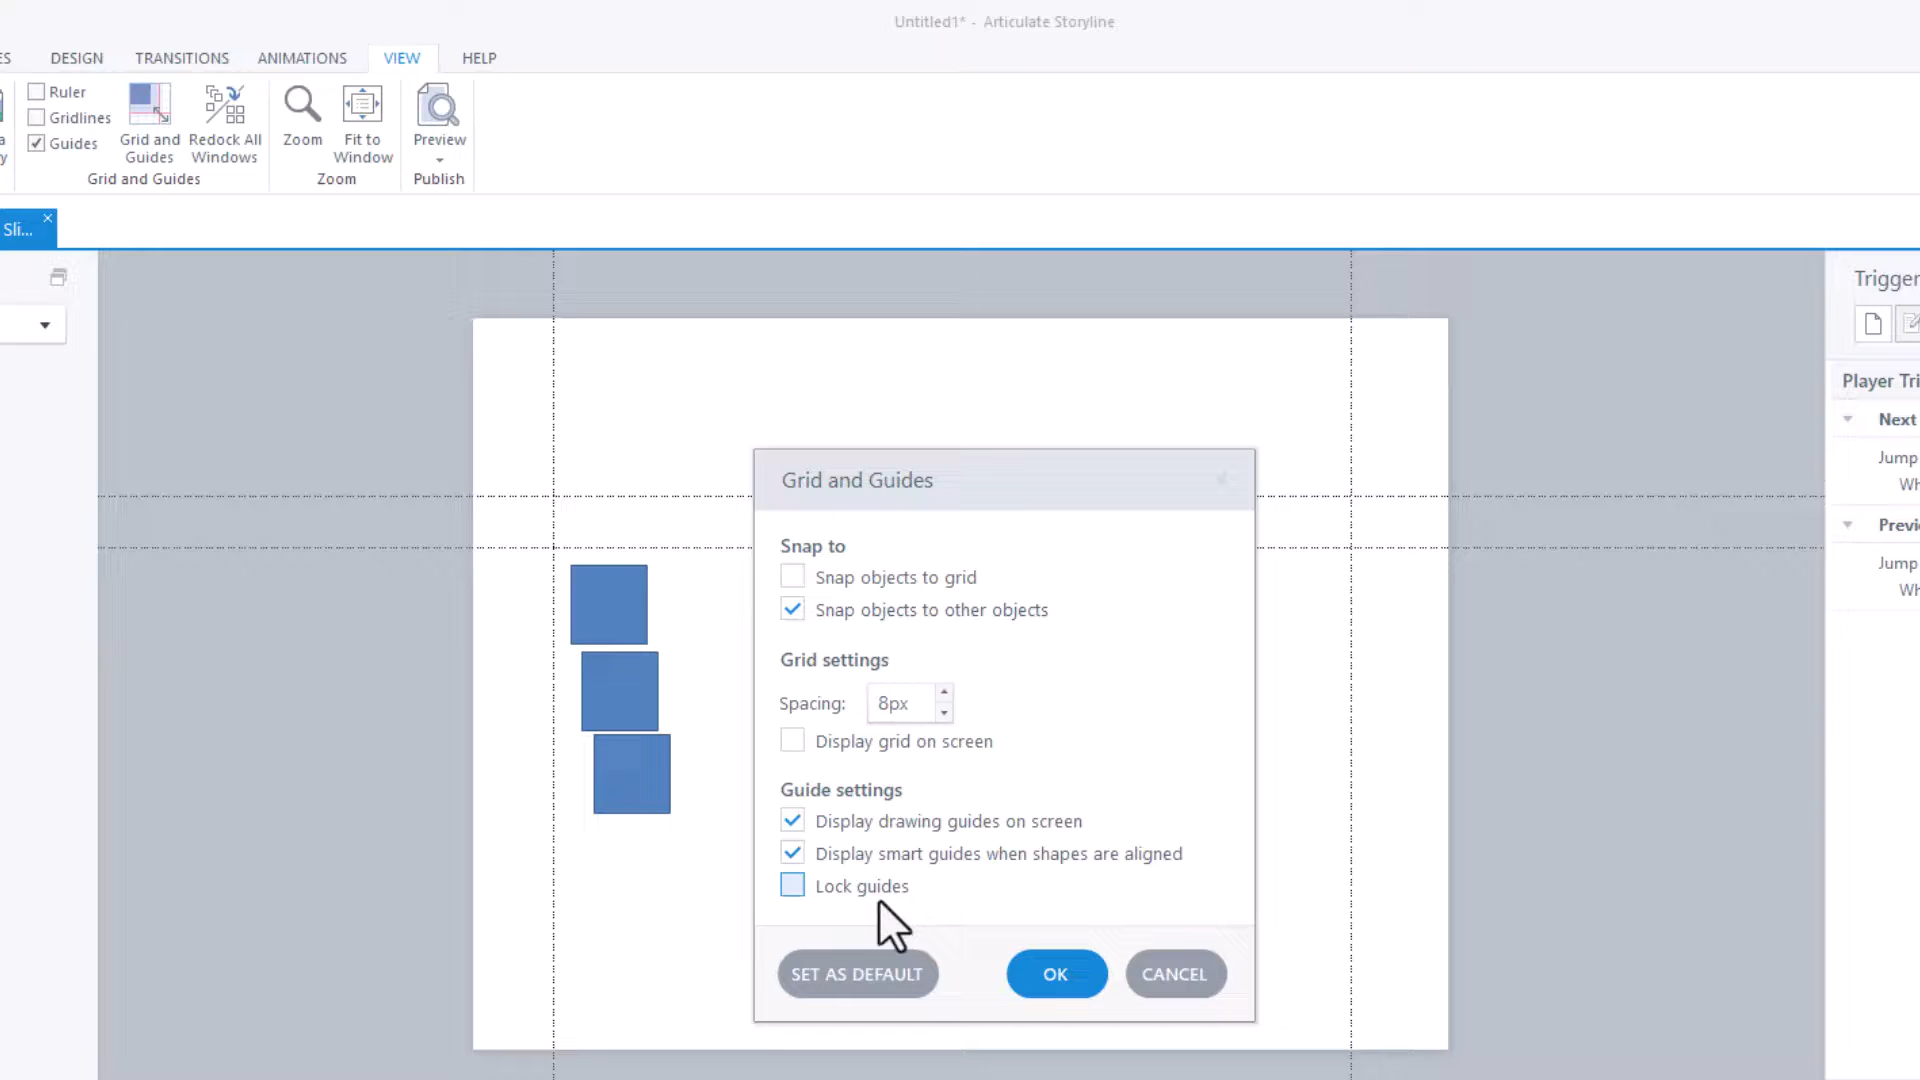 Untitled1* - Articulate Storyline
DESIGN TRANSITIONS ANIMATIONS VIEW HELP
Ruler
Gridlines
Guides
Grid and Guides
Redock All Windows
Grid and Guides
Zoom
Fit to Window
Zoom
Preview
Publish
Sli...
Grid and Guides
Snap to
Snap objects to grid
Snap objects to other objects
Grid settings
Spacing: 8px
Display grid on screen
Guide settings
Display drawing guides on screen
Display smart guides when shapes are aligned
Lock guides
SET AS DEFAULT OK CANCEL
Trigger
Player Tri
Next
Jump
Wh
Previ
Jump
Wh